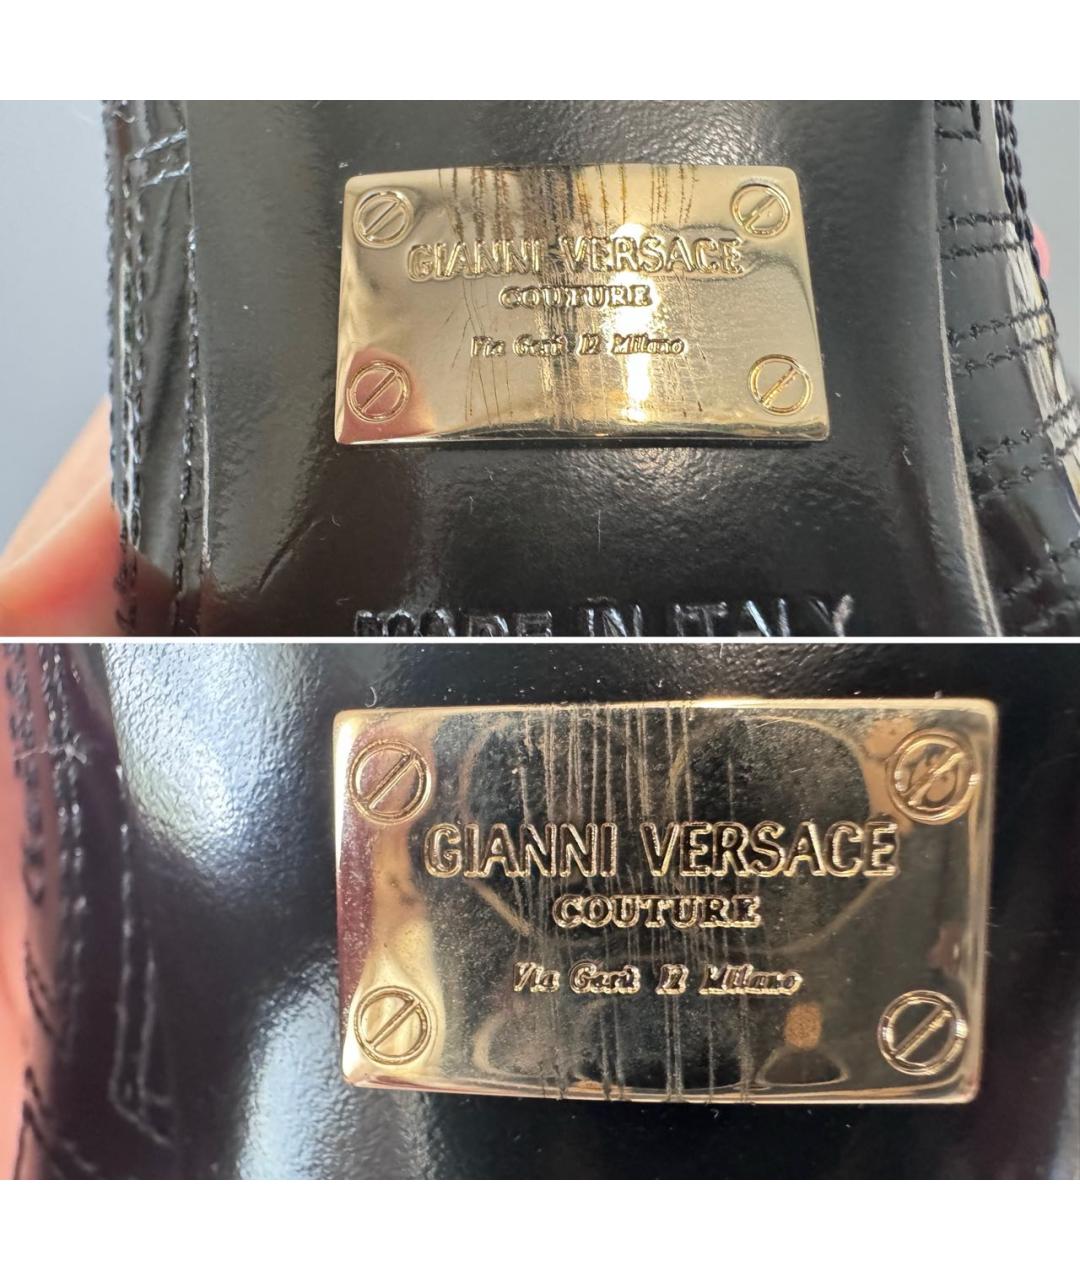 GIANNI VERSACE
COUTURE
Via Gesù 12 Milano
MADE IN ITALY
GIANNI VERSACE
COUTURE
Via Gesù 12 Milano